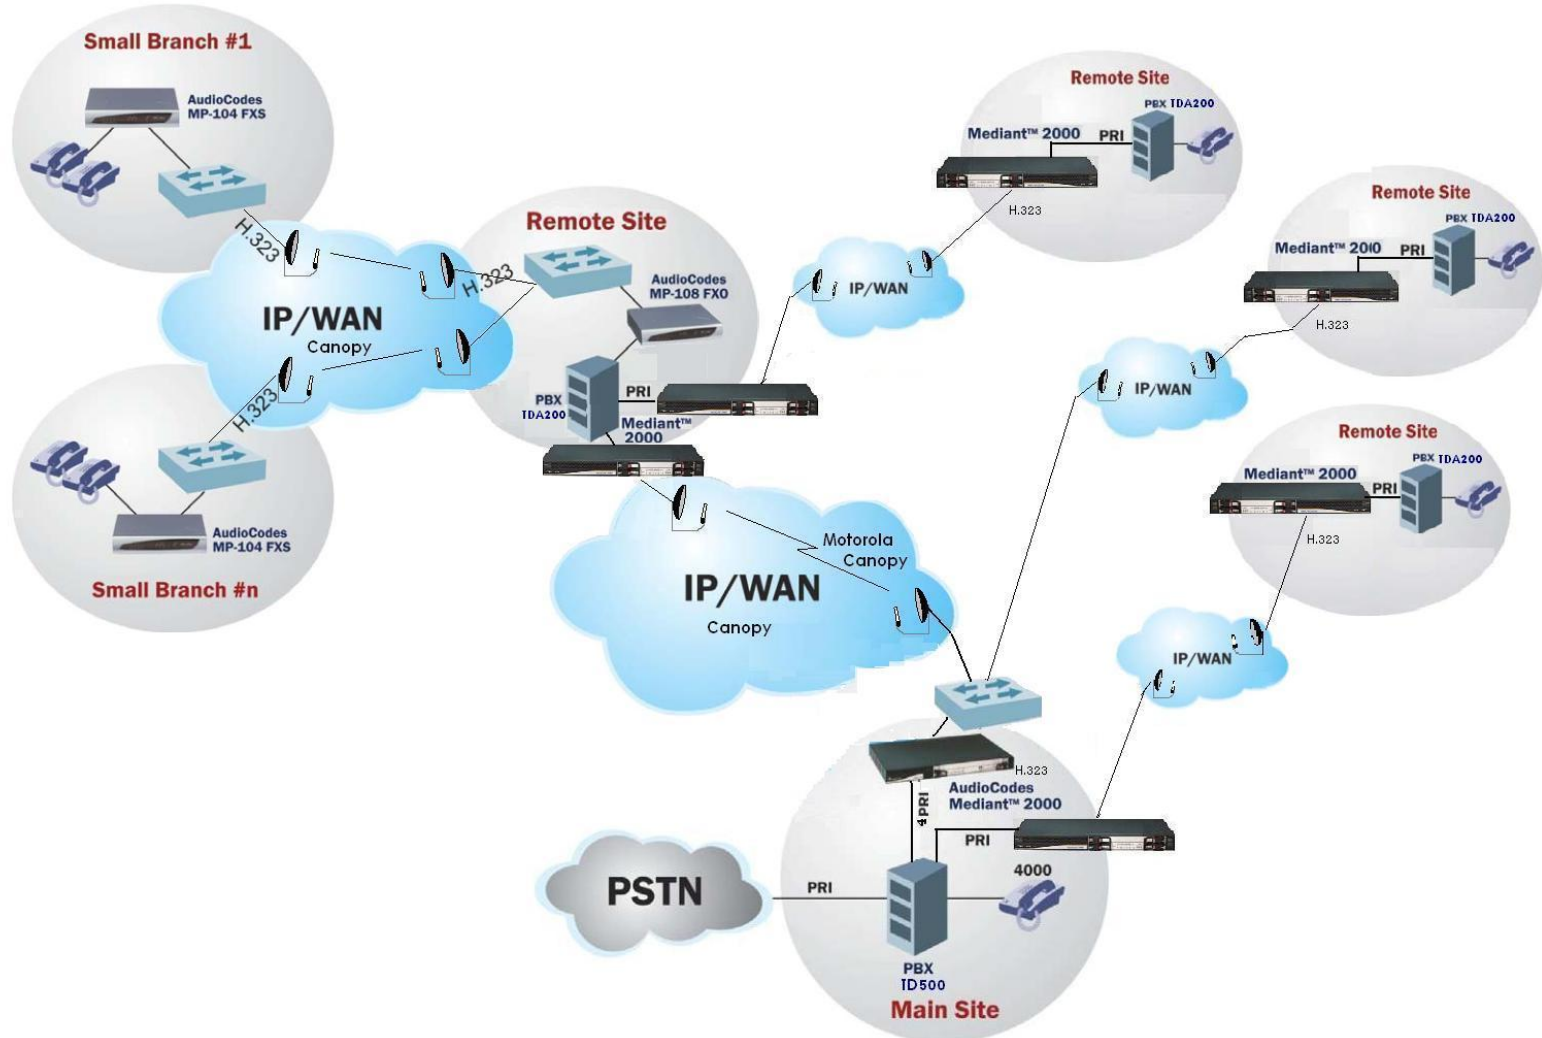 Small Branch #1
AudioCodes
MP-104 FXS
H.323
IP/WAN
Canopy
H.323
H.323
AudioCodes
MP-104 FXS
Small Branch #n
Remote Site
H.323
AudioCodes
MP-108 FXO
PBX
TDA200
PRI
Mediant™
2000
IP/WAN
Remote Site
PBX TDA200
Mediant™ 2000
PRI
H.323
Remote Site
PBX TDA200
Mediant™ 2000
PRI
H.323
IP/WAN
Remote Site
PBX TDA200
Mediant™ 2000
PRI
H.323
IP/WAN
Motorola
Canopy
IP/WAN
Canopy
H.323
AudioCodes
Mediant™ 2000
4 PRI
PRI
4000
PSTN
PRI
PBX
TD500
Main Site